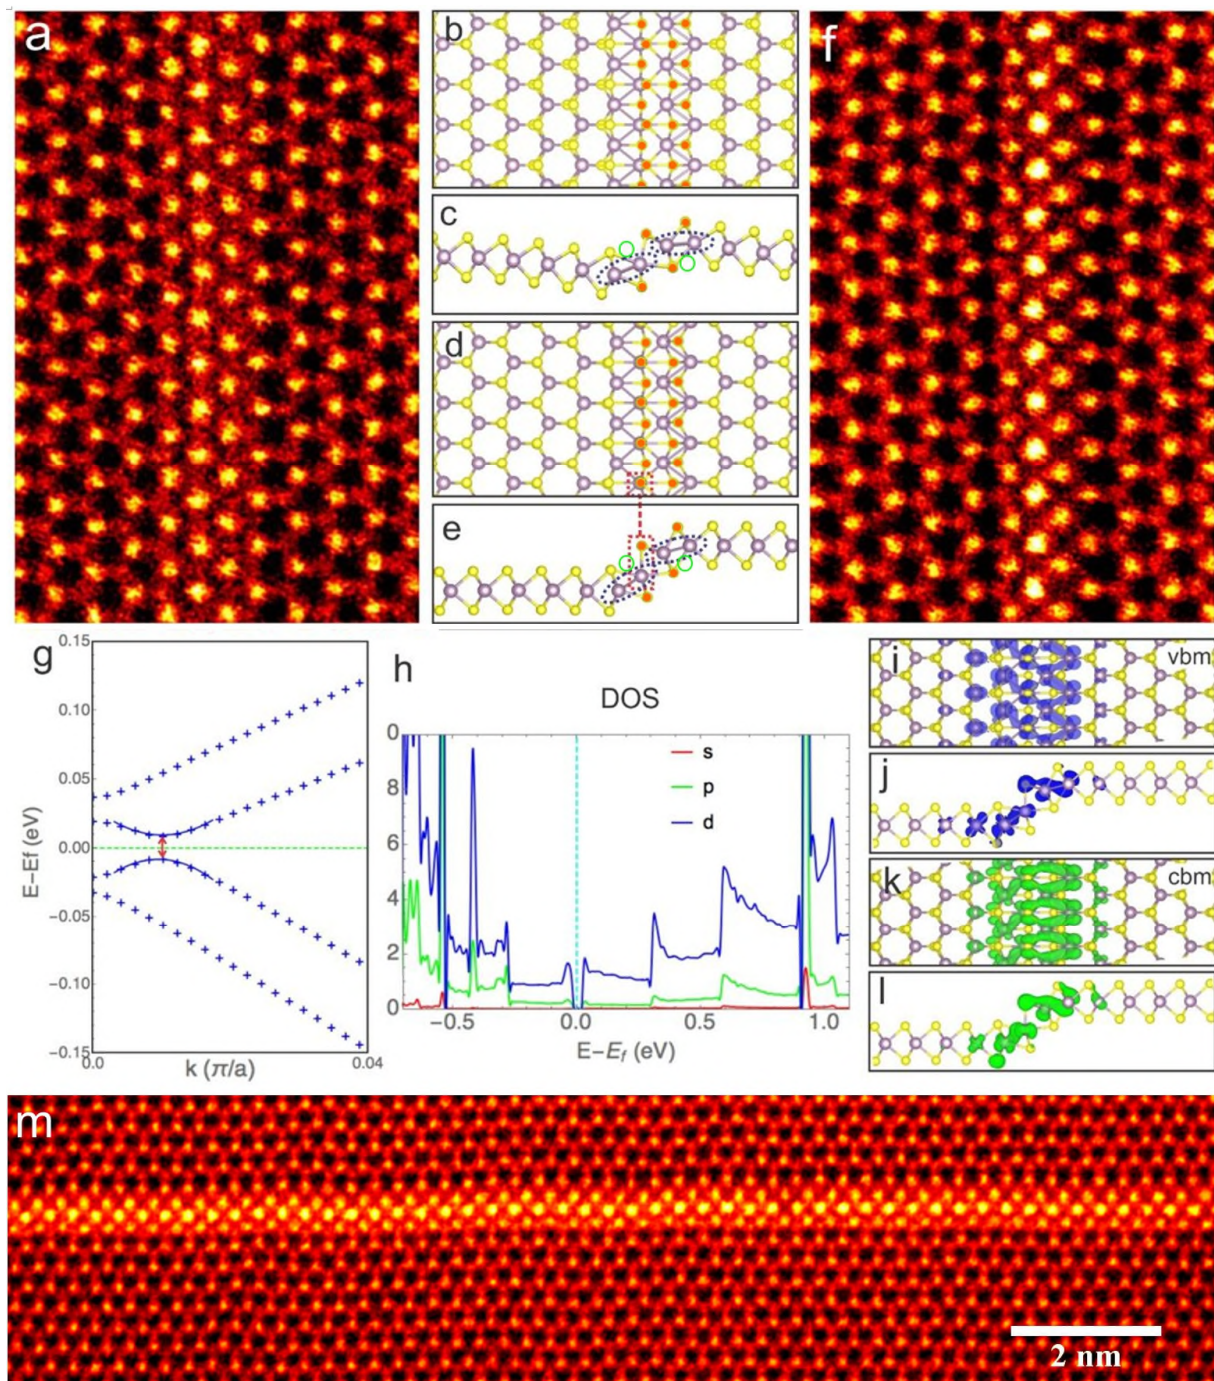 a
b
f
c
d
e
g
0.15
0.10
0.05
0.00
−0.05
−0.10
−0.15
E−Ef (eV)
0.0
k (π/a)
0.04
h
DOS
0
8
6
4
2
0
s
p
d
−0.5
0.0
0.6
1.0
E−E_f (eV)
i
vbm
j
k
cbm
l
m
2 nm